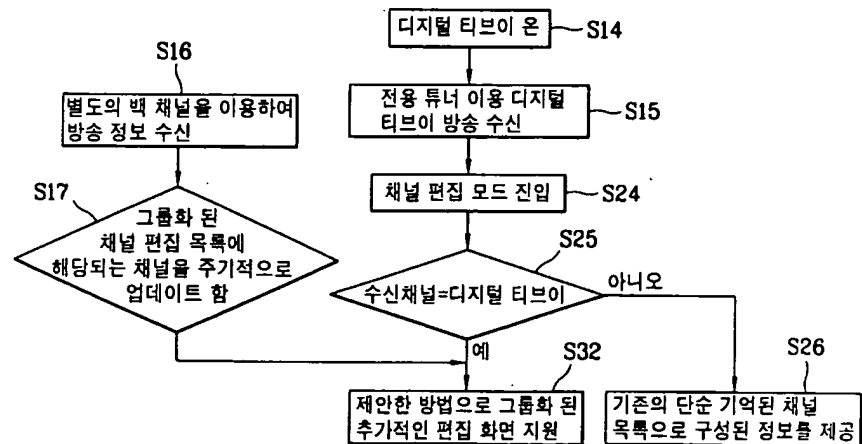 디지털 티브이 온
S14
S16
별도의 백 채널을 이용하여
방송 정보 수신
전용 튜너 이용 디지털
티브이 방송 수신
S15
채널 편집 모드 진입
S24
S17
그룹화 된
채널 편집 목록에
해당되는 채널을 주기적으로
업데이트 함
S25
수신채널=디지털 티브이
아니오
예
S32
제안한 방법으로 그룹화 된
추가적인 편집 화면 지원
S26
기존의 단순 기억된 채널
목록으로 구성된 정보를 제공